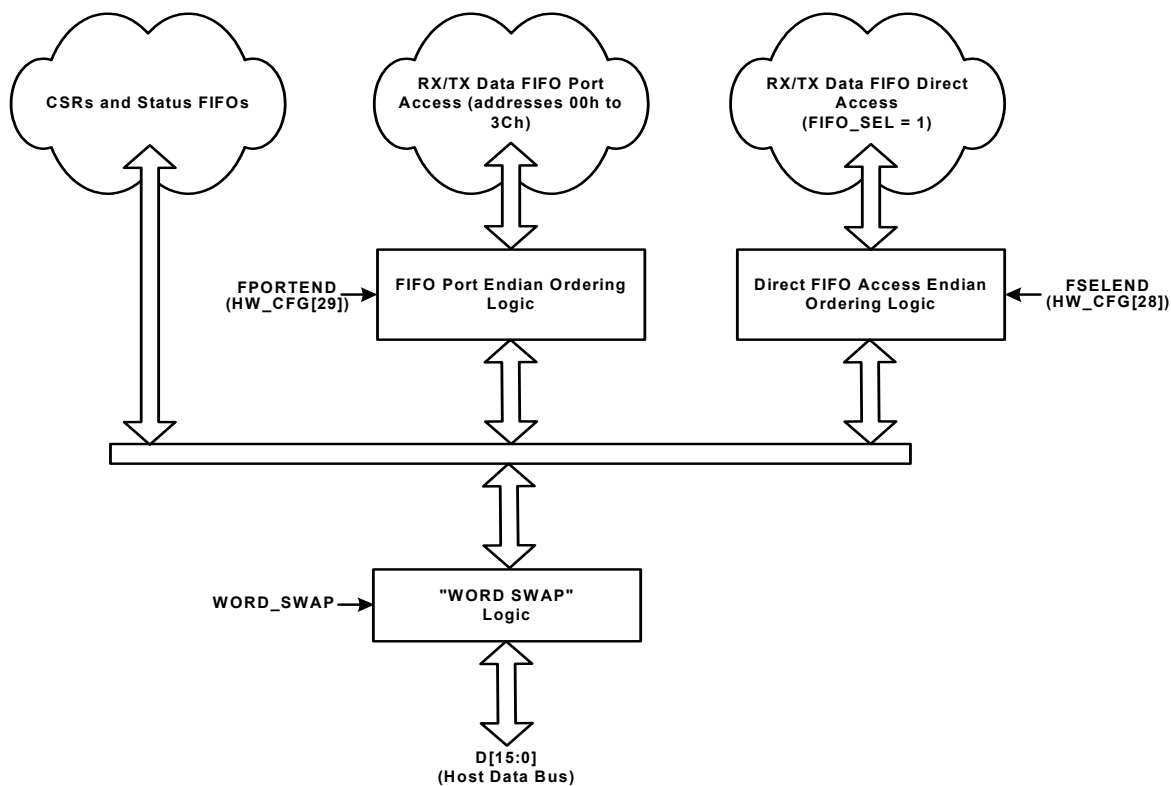 CSRs and Status FIFOs
RX/TX Data FIFO Port
Access (addresses 00h to
3Ch)
RX/TX Data FIFO Direct
Access
(FIFO_SEL = 1)
FPORTEND
(HW_CFG[29])
FIFO Port Endian Ordering
Logic
Direct FIFO Access Endian
Ordering Logic
FSELEND
(HW_CFG[28])
WORD_SWAP
"WORD SWAP"
Logic
D[15:0]
(Host Data Bus)